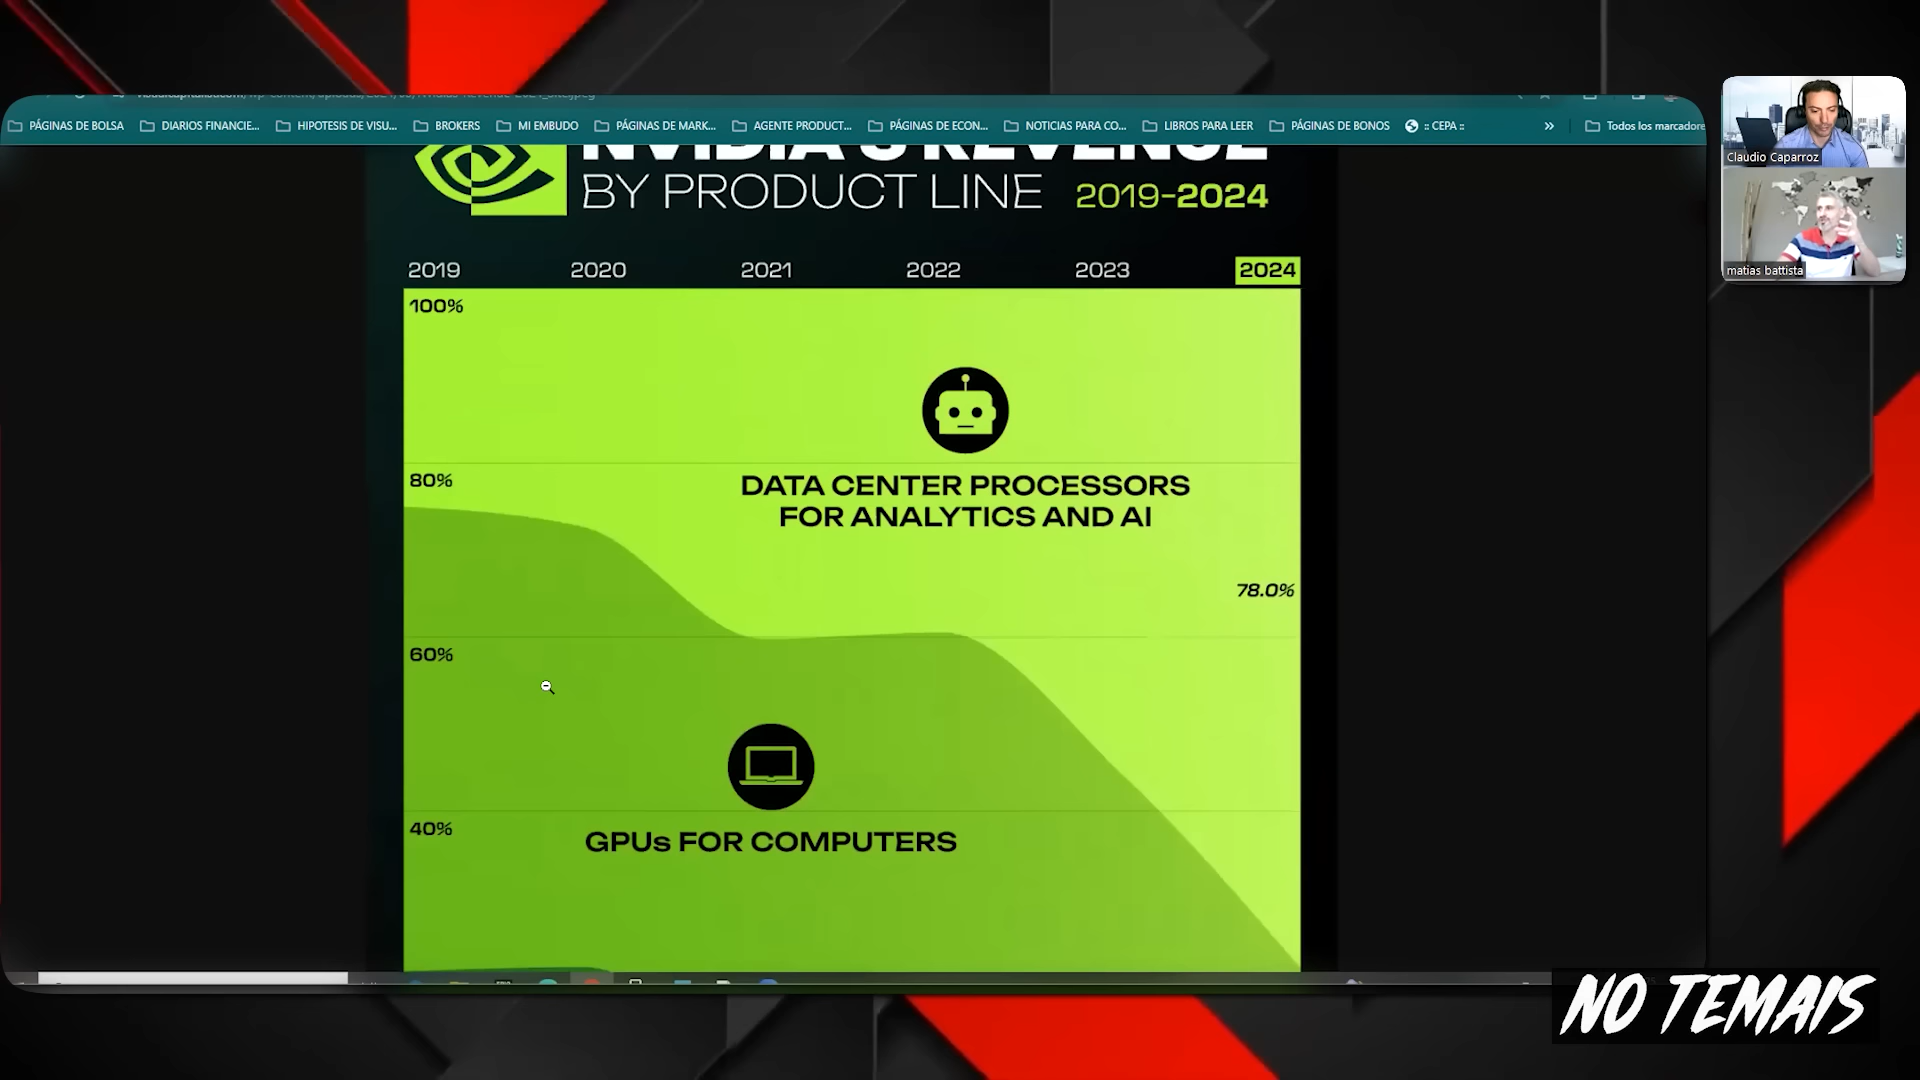 PÁGINAS DE BOLSA
DIARIOS FINANCIE...
HIPOTESIS DE VISU...
BROKERS
MI EMBUDO
PÁGINAS DE MARK...
AGENTE PRODUCT...
PÁGINAS DE ECON...
NOTICIAS PARA CO...
LIBROS PARA LEER
PÁGINAS DE BONOS
:: CEPA ::
»
Todos los marcadore
NVIDIA'S REVENUE
BY PRODUCT LINE 2019-2024
2019 2020 2021 2022 2023 2024
100%
80%
DATA CENTER PROCESSORS
FOR ANALYTICS AND AI
78.0%
60%
40%
GPUs FOR COMPUTERS
Claudio Caparroz
matias battista
NO TEMAIS